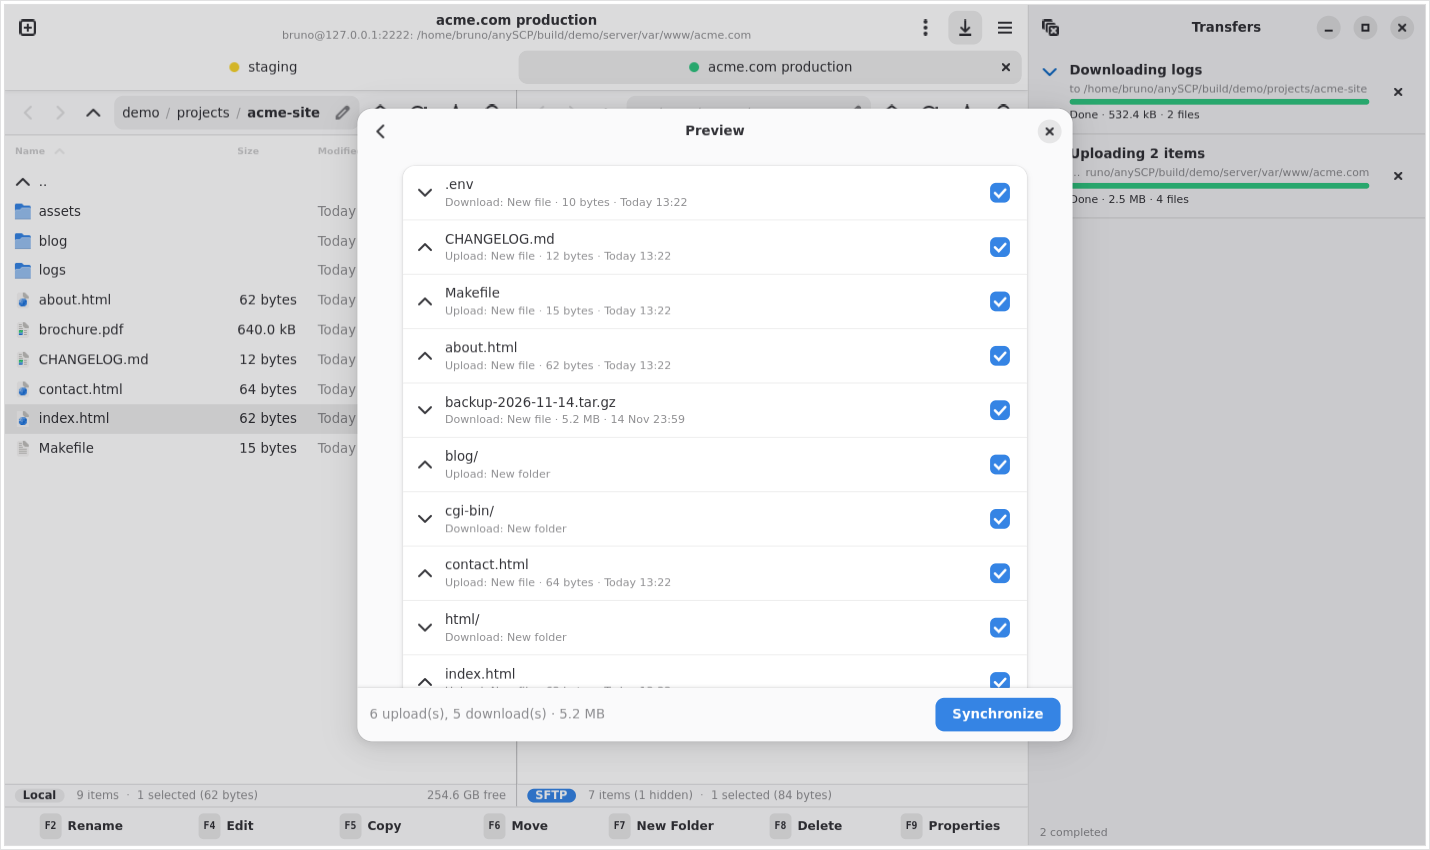 acme.com production
bruno@127.0.0.1:2222: /home/bruno/anySCP/build/demo/server/var/www/acme.com
staging
acme.com production
demo / projects / acme-site
Name Size Modifie
..
assets Today
blog Today
logs Today
about.html 62 bytes Today
brochure.pdf 640.0 kB Today
CHANGELOG.md 12 bytes Today
contact.html 64 bytes Today
index.html 62 bytes Today
Makefile 15 bytes Today
Preview
.env
Download: New file · 10 bytes · Today 13:22
CHANGELOG.md
Upload: New file · 12 bytes · Today 13:22
Makefile
Upload: New file · 15 bytes · Today 13:22
about.html
Upload: New file · 62 bytes · Today 13:22
backup-2026-11-14.tar.gz
Download: New file · 5.2 MB · 14 Nov 23:59
blog/
Upload: New folder
cgi-bin/
Download: New folder
contact.html
Upload: New file · 64 bytes · Today 13:22
html/
Download: New folder
index.html
6 upload(s), 5 download(s) · 5.2 MB
Synchronize
Transfers
Downloading logs
to /home/bruno/anySCP/build/demo/projects/acme-site
Done · 532.4 kB · 2 files
Uploading 2 items
.. runo/anySCP/build/demo/server/var/www/acme.com
Done · 2.5 MB · 4 files
2 completed
Local 9 items · 1 selected (62 bytes) 254.6 GB free
SFTP 7 items (1 hidden) · 1 selected (84 bytes)
F2 Rename F4 Edit F5 Copy F6 Move F7 New Folder F8 Delete F9 Properties